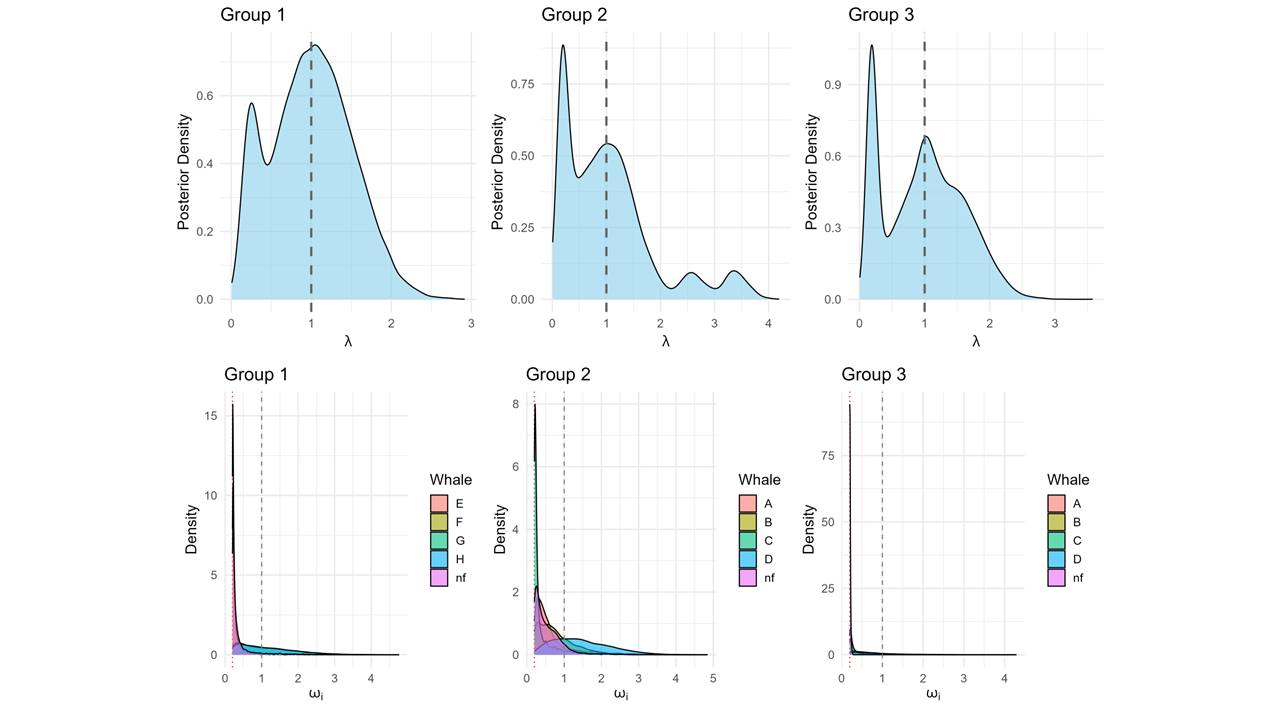 Group 1
Group 2
Group 3
Posterior Density
0.6
0.4
0.2
0.0
0 1 2 3
λ
Posterior Density
0.75
0.50
0.25
0.00
0 1 2 3 4
λ
Posterior Density
0.9
0.6
0.3
0.0
0 1 2 3
λ
Group 1
Group 2
Group 3
Density
15
10
5
0
0 1 2 3 4
ωi
Whale
E
F
G
H
nf
Density
8
6
4
2
0
0 1 2 3 4 5
ωi
Whale
A
B
C
D
nf
Density
75
50
25
0
0 1 2 3 4
ωi
Whale
A
B
C
D
nf